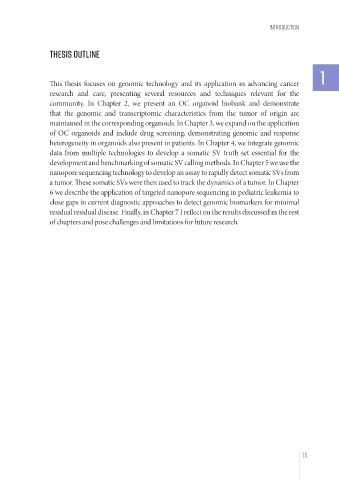 INTRODUCTION
THESIS OUTLINE
1
This thesis focuses on genomic technology and its application in advancing cancer
research and care, presenting several resources and techniques relevant for the
community. In Chapter 2, we present an OC organoid biobank and demonstrate
that the genomic and transcriptomic characteristics from the tumor of origin are
maintained in the corresponding organoids. In Chapter 3, we expand on the application
of OC organoids and include drug screening, demonstrating genomic and response
heterogeneity in organoids also present in patients. In Chapter 4, we integrate genomic
data from multiple technologies to develop a somatic SV truth set essential for the
development and benchmarking of somatic SV calling methods. In Chapter 5 we use the
nanopore sequencing technology to develop an assay to rapidly detect somatic SVs from
a tumor. These somatic SVs were then used to track the dynamics of a tumor. In Chapter
6 we describe the application of targeted nanopore sequencing in pediatric leukemia to
close gaps in current diagnostic approaches to detect genomic biomarkers for minimal
residual residual disease. Finally, in Chapter 7 I reflect on the results discussed in the rest
of chapters and pose challenges and limitations for future research.
15